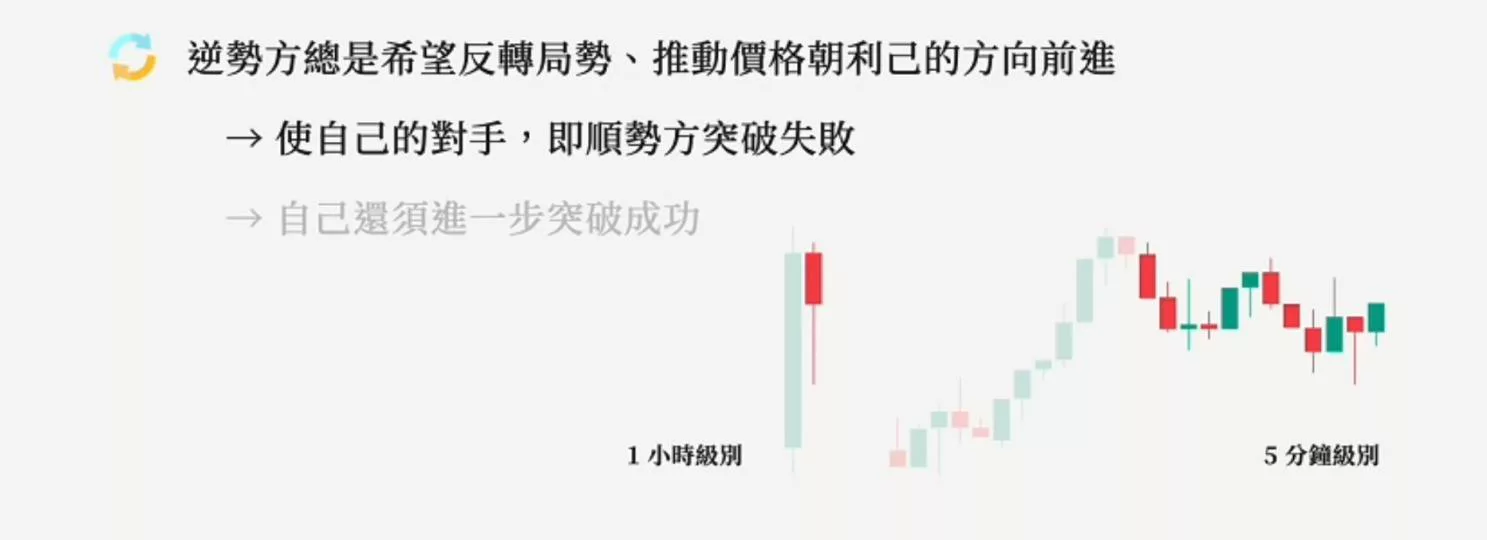 逆勢方總是希望反轉局勢、推動價格朝利己的方向前進
→ 使自己的對手，即順勢方突破失敗
→ 自己還須進一步突破成功
1 小時級別
5 分鐘級別